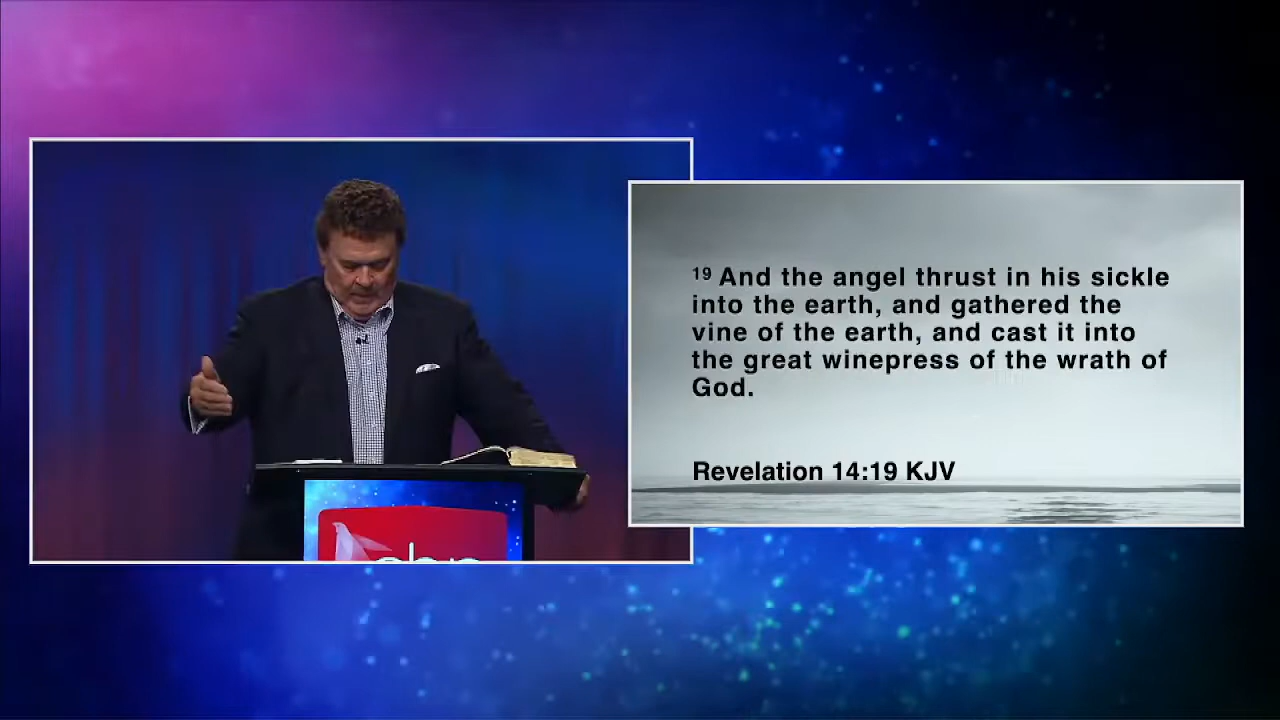 19 And the angel thrust in his sickle
into the earth, and gathered the
vine of the earth, and cast it into
the great winepress of the wrath of
God.
Revelation 14:19 KJV